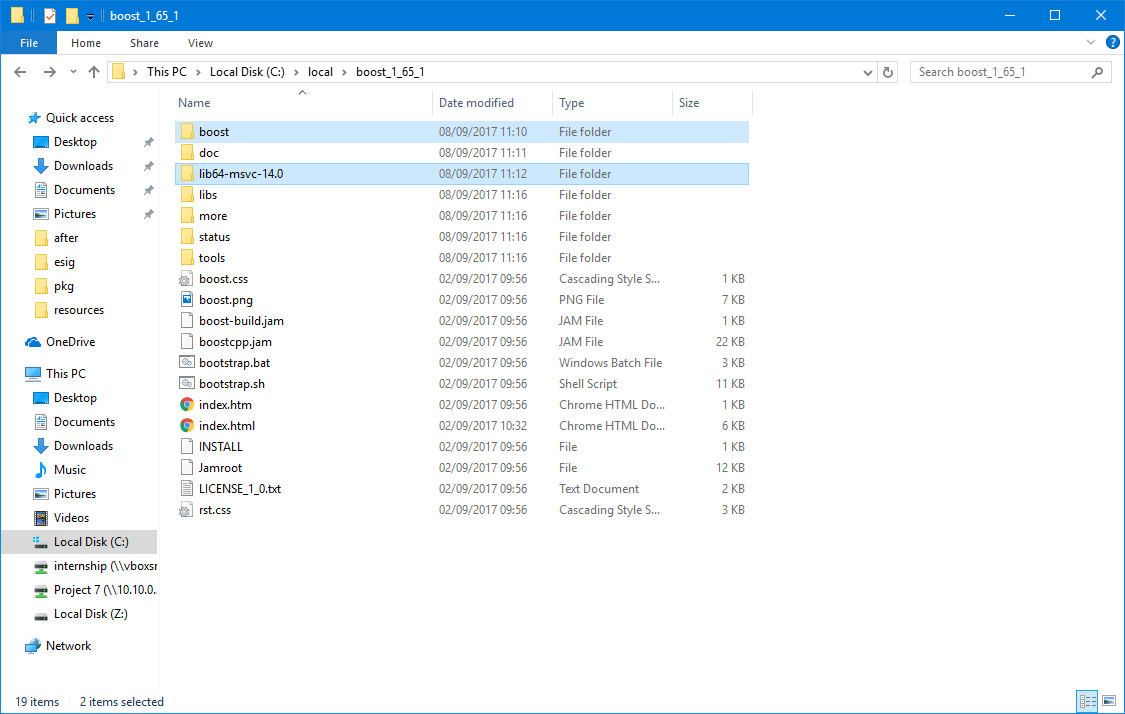 boost_1_65_1
File Home Share View
This PC Local Disk (C:) local boost_1_65_1 Search boost_1_65_1
Name Date modified Type Size
Quick access
Desktop
Downloads
Documents
Pictures
after
esig
pkg
resources
OneDrive
This PC
Desktop
Documents
Downloads
Music
Pictures
Videos
Local Disk (C:)
internship (\\vboxsr
Project 7 (\\10.10.0..
Local Disk (Z:)
Network
boost 08/09/2017 11:10 File folder
doc 08/09/2017 11:11 File folder
lib64-msvc-14.0 08/09/2017 11:12 File folder
libs 08/09/2017 11:16 File folder
more 08/09/2017 11:16 File folder
status 08/09/2017 11:16 File folder
tools 08/09/2017 11:16 File folder
boost.css 02/09/2017 09:56 Cascading Style S... 1 KB
boost.png 02/09/2017 09:56 PNG File 7 KB
boost-build.jam 02/09/2017 09:56 JAM File 1 KB
boostcpp.jam 02/09/2017 09:56 JAM File 22 KB
bootstrap.bat 02/09/2017 09:56 Windows Batch File 3 KB
bootstrap.sh 02/09/2017 09:56 Shell Script 11 KB
index.htm 02/09/2017 09:56 Chrome HTML Do... 1 KB
index.html 02/09/2017 10:32 Chrome HTML Do... 6 KB
INSTALL 02/09/2017 09:56 File 1 KB
Jamroot 02/09/2017 09:56 File 12 KB
LICENSE_1_0.txt 02/09/2017 09:56 Text Document 2 KB
rst.css 02/09/2017 09:56 Cascading Style S... 3 KB
19 items 2 items selected